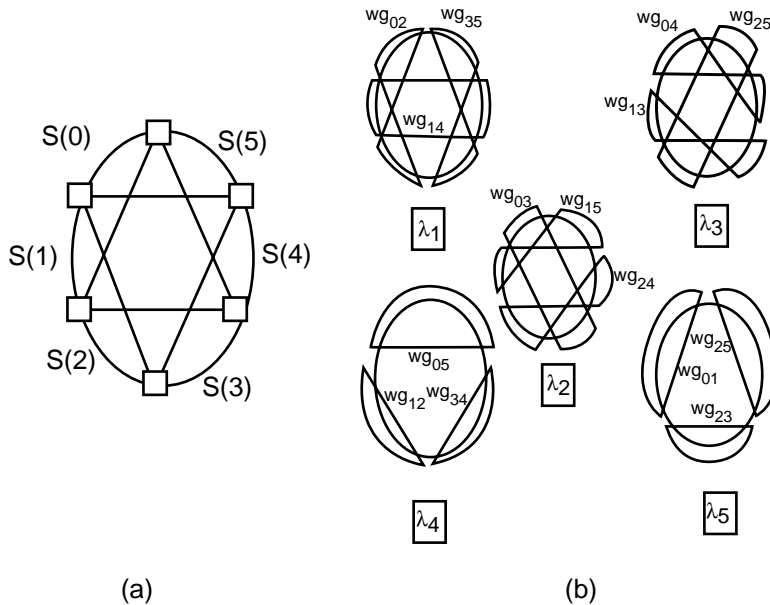 S(0) S(5)
S(1) S(4)
S(2) S(3)
(a)
wg02 wg35
wg14
λ1
wg04 wg25
wg13
λ3
wg03 wg15
wg24
λ2
wg05
wg12 wg34
λ4
wg25
wg01
wg23
λ5
(b)